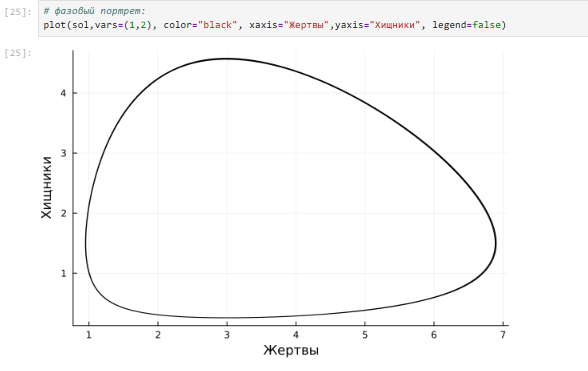 [25]: # фазовый портрет:
plot(sol,vars=(1,2), color="black", xaxis="Жертвы",yaxis="Хищники", legend=false)
[25]:
Хищники
4
3
2
1
1 2 3 4 5 6 7
Жертвы